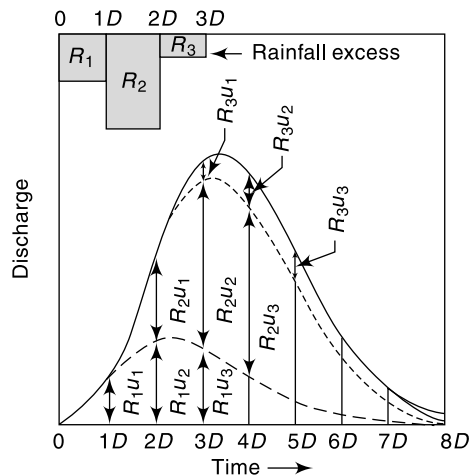 0 1D 2D 3D
R1
R2
R3
Rainfall excess
R3u1
R3u2
R3u3
Discharge
R1u1
R2u1
R1u2
R2u2
R1u3
R2u3
0 1D 2D 3D 4D 5D 6D 7D 8D
Time